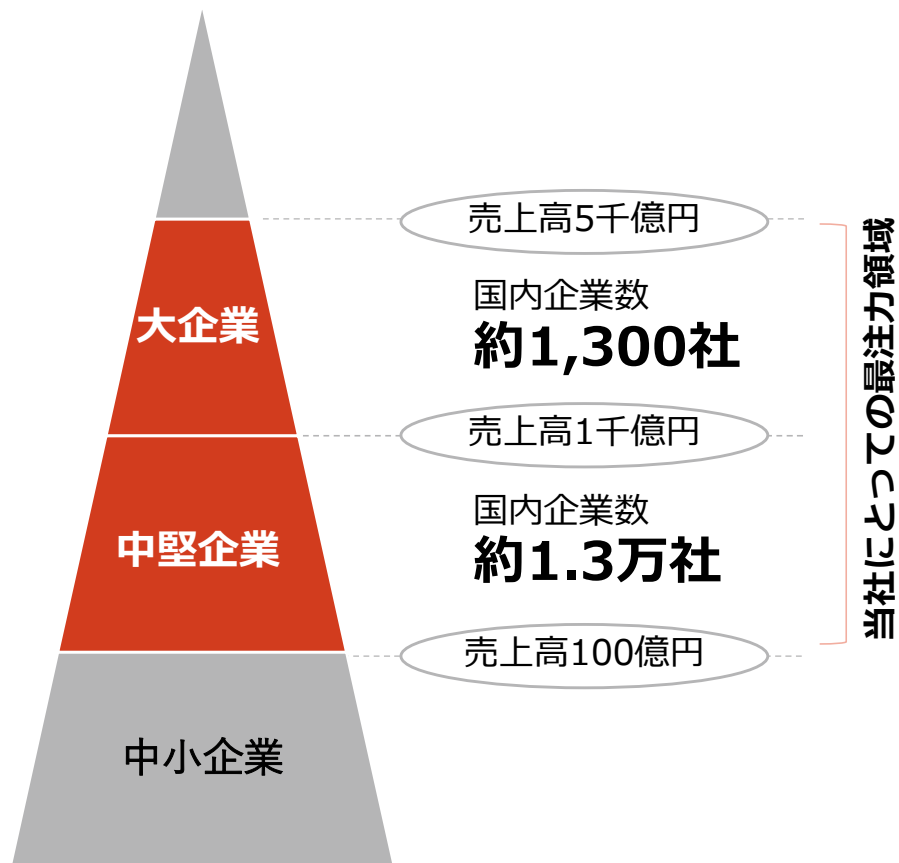 売上高5千億円
大企業
国内企業数
約1,300社
売上高1千億円
中堅企業
国内企業数
約1.3万社
売上高100億円
中小企業
当社にとっての最注力領域